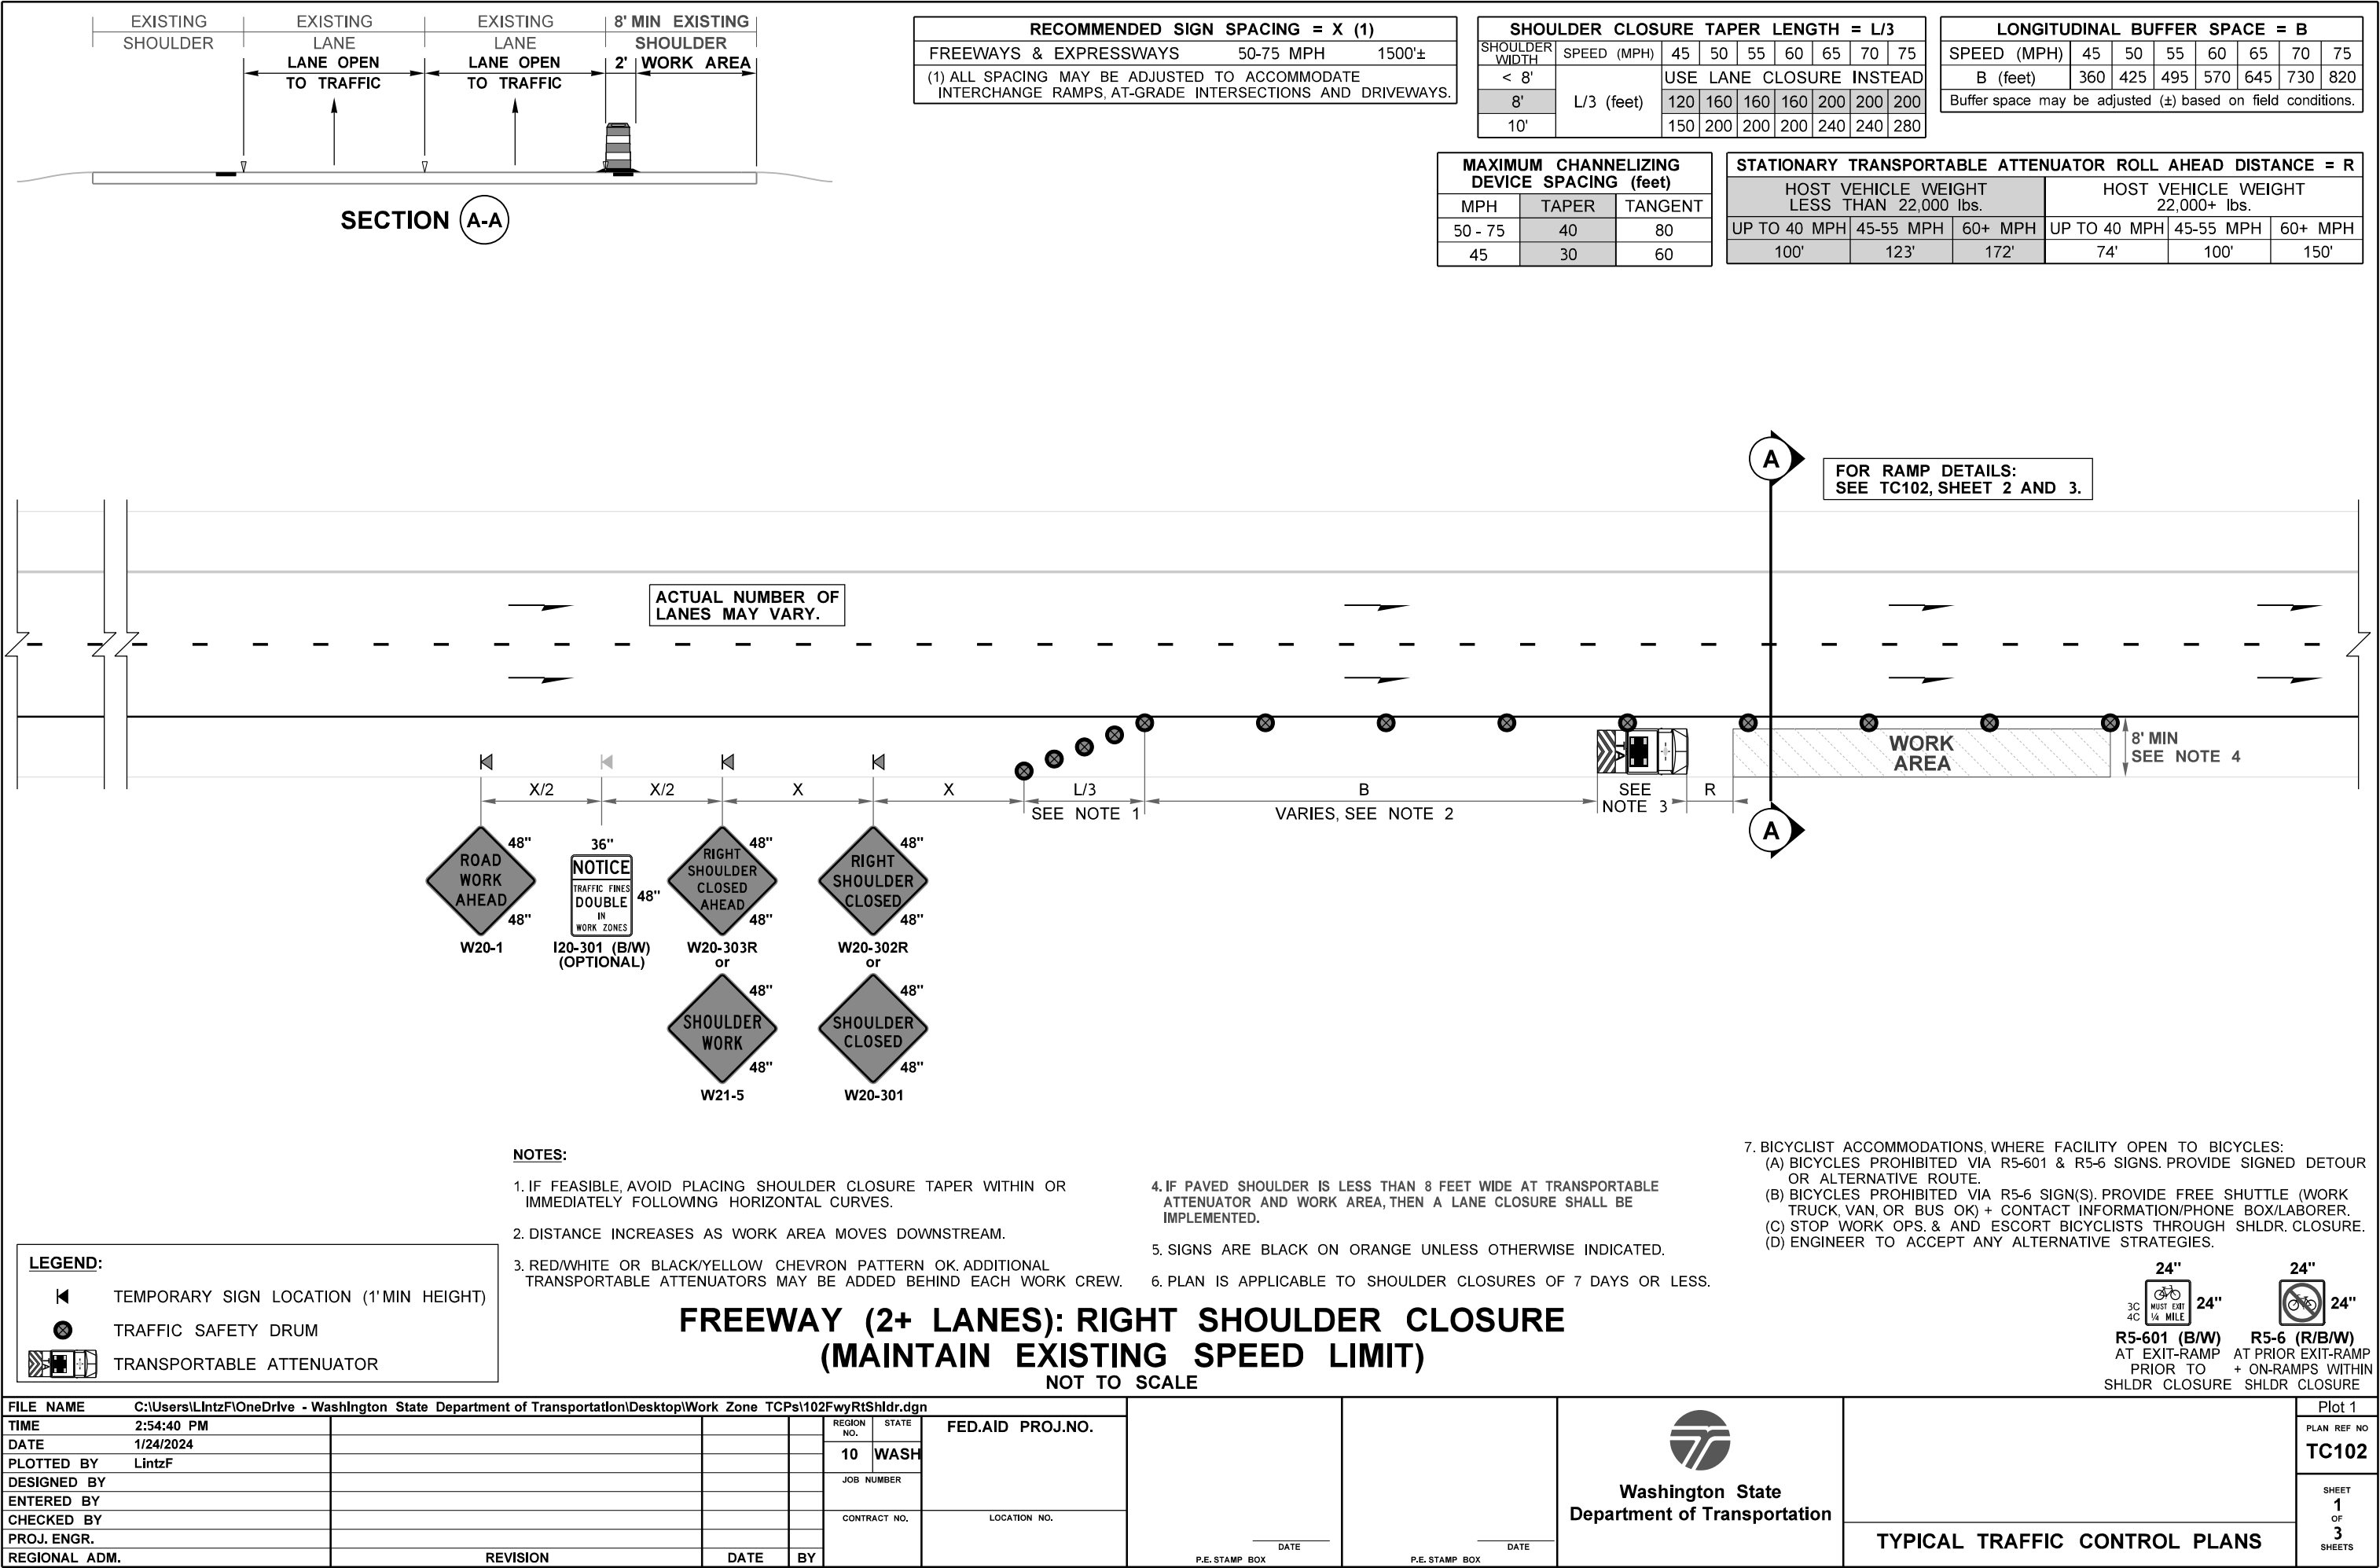 EXISTING
SHOULDER
EXISTING
LANE
LANE OPEN
TO TRAFFIC
EXISTING
LANE
LANE OPEN
TO TRAFFIC
8' MIN EXISTING
SHOULDER
2' WORK AREA
SECTION A-A
RECOMMENDED SIGN SPACING = X (1)
FREEWAYS & EXPRESSWAYS 50-75 MPH 1500'±
(1) ALL SPACING MAY BE ADJUSTED TO ACCOMMODATE
INTERCHANGE RAMPS, AT-GRADE INTERSECTIONS AND DRIVEWAYS.
SHOULDER CLOSURE TAPER LENGTH = L/3
SHOULDER WIDTH SPEED (MPH) 45 50 55 60 65 70 75
< 8' USE LANE CLOSURE INSTEAD
8' L/3 (feet) 120 160 160 160 200 200 200
10' 150 200 200 200 240 240 280
LONGITUDINAL BUFFER SPACE = B
SPEED (MPH) 45 50 55 60 65 70 75
B (feet) 360 425 495 570 645 730 820
Buffer space may be adjusted (±) based on field conditions.
MAXIMUM CHANNELIZING
DEVICE SPACING (feet)
MPH TAPER TANGENT
50 - 75 40 80
45 30 60
STATIONARY TRANSPORTABLE ATTENUATOR ROLL AHEAD DISTANCE = R
HOST VEHICLE WEIGHT
LESS THAN 22,000 lbs.
HOST VEHICLE WEIGHT
22,000+ lbs.
UP TO 40 MPH 45-55 MPH 60+ MPH UP TO 40 MPH 45-55 MPH 60+ MPH
100' 123' 172' 74' 100' 150'
A
FOR RAMP DETAILS:
SEE TC102, SHEET 2 AND 3.
ACTUAL NUMBER OF
LANES MAY VARY.
WORK
AREA
8' MIN
SEE NOTE 4
X/2
X/2
X
X
L/3
SEE NOTE 1
B
VARIES, SEE NOTE 2
SEE
NOTE 3
R
A
ROAD
WORK
AHEAD
48"
48"
W20-1
36"
NOTICE
TRAFFIC FINES
DOUBLE
IN
WORK ZONES
48"
I20-301 (B/W)
(OPTIONAL)
RIGHT
SHOULDER
CLOSED
AHEAD
48"
48"
W20-303R
or
SHOULDER
WORK
48"
48"
W21-5
RIGHT
SHOULDER
CLOSED
48"
48"
W20-302R
or
SHOULDER
CLOSED
48"
48"
W20-301
NOTES:
1. IF FEASIBLE, AVOID PLACING SHOULDER CLOSURE TAPER WITHIN OR
IMMEDIATELY FOLLOWING HORIZONTAL CURVES.
2. DISTANCE INCREASES AS WORK AREA MOVES DOWNSTREAM.
3. RED/WHITE OR BLACK/YELLOW CHEVRON PATTERN OK. ADDITIONAL
TRANSPORTABLE ATTENUATORS MAY BE ADDED BEHIND EACH WORK CREW.
4. IF PAVED SHOULDER IS LESS THAN 8 FEET WIDE AT TRANSPORTABLE
ATTENUATOR AND WORK AREA, THEN A LANE CLOSURE SHALL BE
IMPLEMENTED.
5. SIGNS ARE BLACK ON ORANGE UNLESS OTHERWISE INDICATED.
6. PLAN IS APPLICABLE TO SHOULDER CLOSURES OF 7 DAYS OR LESS.
7. BICYCLIST ACCOMMODATIONS, WHERE FACILITY OPEN TO BICYCLES:
(A) BICYCLES PROHIBITED VIA R5-601 & R5-6 SIGNS. PROVIDE SIGNED DETOUR
OR ALTERNATIVE ROUTE.
(B) BICYCLES PROHIBITED VIA R5-6 SIGN(S). PROVIDE FREE SHUTTLE (WORK
TRUCK, VAN, OR BUS OK) + CONTACT INFORMATION/PHONE BOX/LABORER.
(C) STOP WORK OPS. & AND ESCORT BICYCLISTS THROUGH SHLDR. CLOSURE.
(D) ENGINEER TO ACCEPT ANY ALTERNATIVE STRATEGIES.
24"
3C
4C
MUST EXIT
1/4 MILE
24"
R5-601 (B/W)
AT EXIT-RAMP
PRIOR TO
SHLDR CLOSURE
24"
24"
R5-6 (R/B/W)
AT PRIOR EXIT-RAMP
+ ON-RAMPS WITHIN
SHLDR CLOSURE
LEGEND:
TEMPORARY SIGN LOCATION (1' MIN HEIGHT)
TRAFFIC SAFETY DRUM
TRANSPORTABLE ATTENUATOR
FREEWAY (2+ LANES): RIGHT SHOULDER CLOSURE
(MAINTAIN EXISTING SPEED LIMIT)
NOT TO SCALE
FILE NAME C:\Users\LintzF\OneDrive - Washington State Department of Transportation\Desktop\Work Zone TCPs\102FwyRtShldr.dgn
TIME 2:54:40 PM
DATE 1/24/2024
PLOTTED BY LintzF
DESIGNED BY
ENTERED BY
CHECKED BY
PROJ. ENGR.
REGIONAL ADM.
REVISION DATE BY
REGION NO. STATE
10 WASH
JOB NUMBER
CONTRACT NO.
FED.AID PROJ.NO.
LOCATION NO.
DATE
P.E. STAMP BOX
DATE
P.E. STAMP BOX
Washington State
Department of Transportation
TYPICAL TRAFFIC CONTROL PLANS
Plot 1
PLAN REF NO
TC102
SHEET
1
OF
3
SHEETS